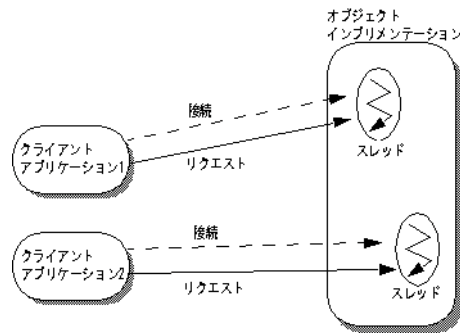 オブジェクト
インプリメンテーション
接続
クライアント
アプリケーション1
リクエスト
スレッド
接続
クライアント
アプリケーション2
リクエスト
スレッド